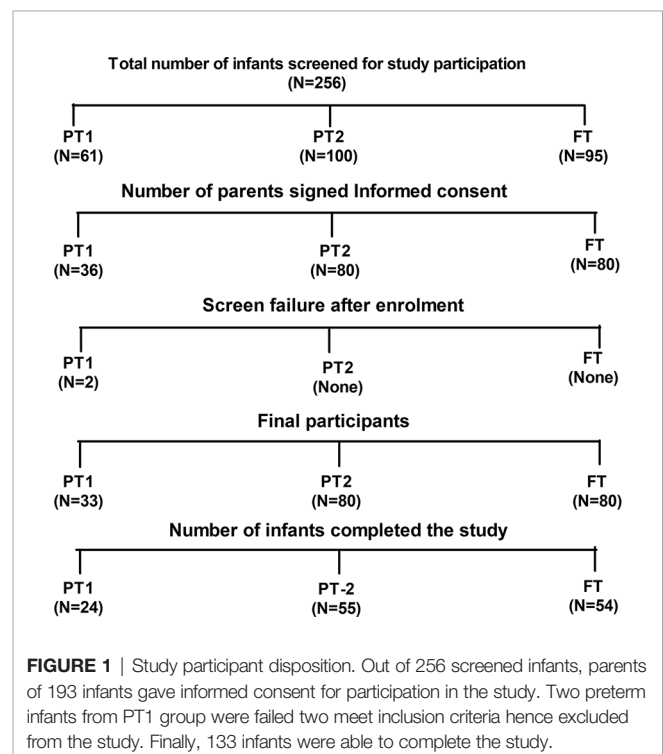 Total number of infants screened for study participation
(N=256)
PT1 PT2 FT
(N=61) (N=100) (N=95)
Number of parents signed Informed consent
PT1 PT2 FT
(N=36) (N=80) (N=80)
Screen failure after enrolment
PT1 PT2 FT
(N=2) (None) (None)
Final participants
PT1 PT2 FT
(N=33) (N=80) (N=80)
Number of infants completed the study
PT1 PT-2 FT
(N=24) (N=55) (N=54)
FIGURE 1 | Study participant disposition. Out of 256 screened infants, parents
of 193 infants gave informed consent for participation in the study. Two preterm
infants from PT1 group were failed two meet inclusion criteria hence excluded
from the study. Finally, 133 infants were able to complete the study.